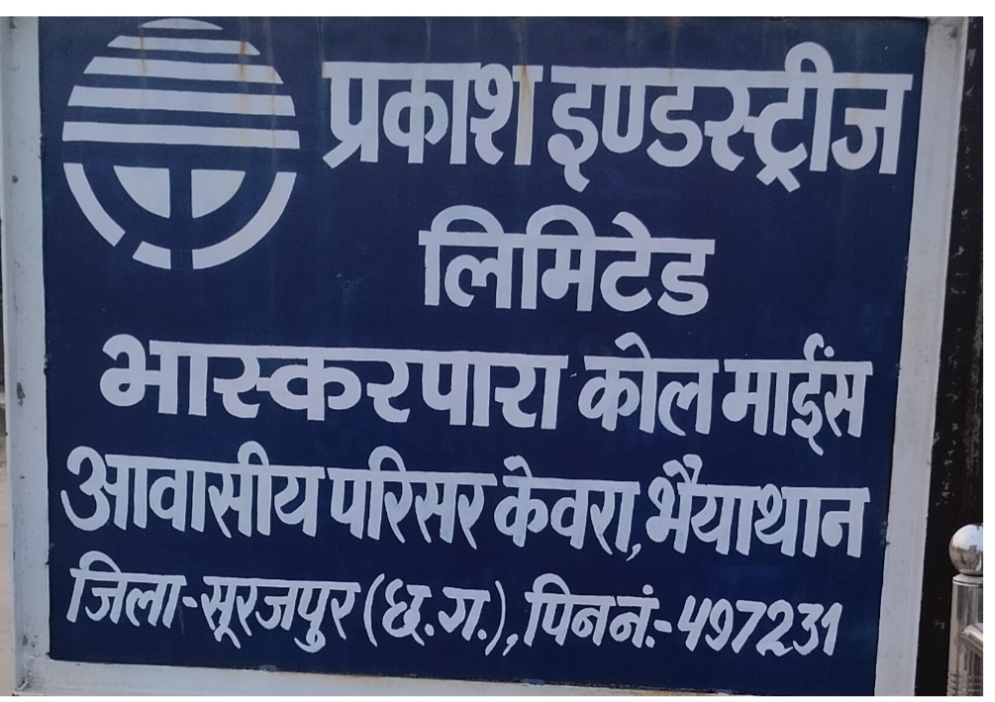 प्रकाश इण्डस्ट्रीज
लिमिटेड
भास्करपारा कोल माईंस
आवासीय परिसर केवरा, भैयाथान
जिला-सूरजपुर (छ.ग.), पिन नं.- 497231